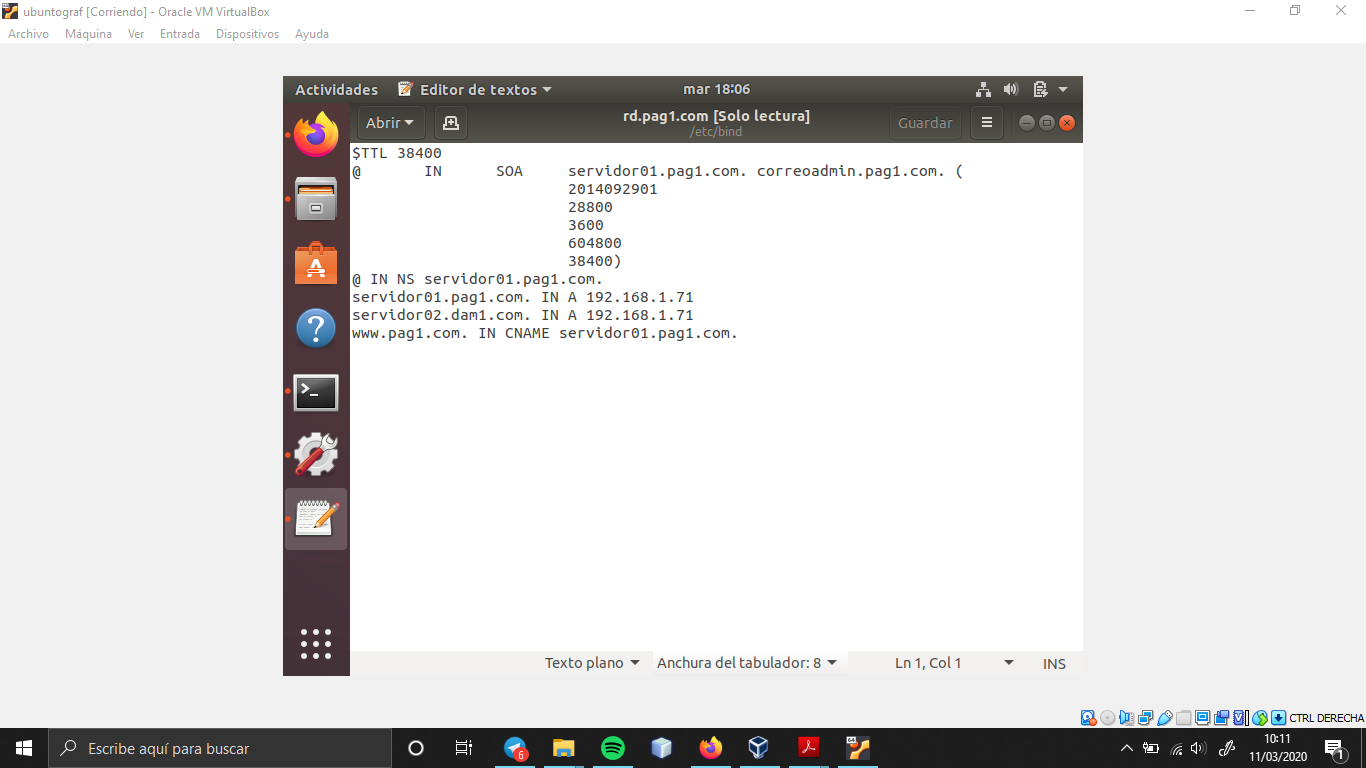 ubuntograf [Corriendo] - Oracle VM VirtualBox
Archivo Máquina Ver Entrada Dispositivos Ayuda
Actividades Editor de textos mar 18:06
Abrir rd.pag1.com [Solo lectura] Guardar
/etc/bind
$TTL 38400
@ IN SOA servidor01.pag1.com. correoadmin.pag1.com. (
2014092901
28800
3600
604800
38400)
@ IN NS servidor01.pag1.com.
servidor01.pag1.com. IN A 192.168.1.71
servidor02.dam1.com. IN A 192.168.1.71
www.pag1.com. IN CNAME servidor01.pag1.com.
Texto plano Anchura del tabulador: 8 Ln 1, Col 1 INS
CTRL DERECHA
Escribe aquí para buscar 6 64 10:11
11/03/2020 1